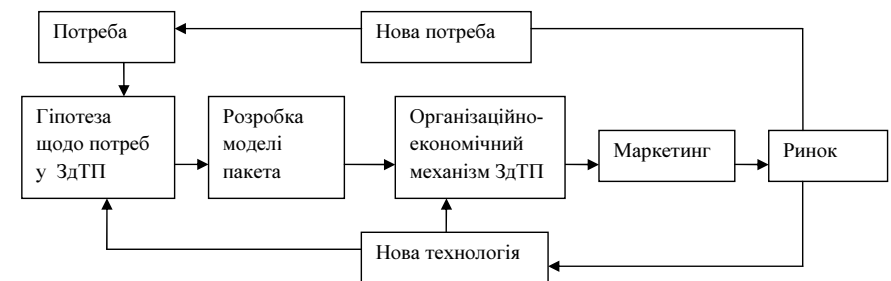 Потреба
Нова потреба
Гіпотеза
щодо потреб
у ЗдТП
Розробка
моделі
пакета
Організаційно-
економічний
механізм ЗдТП
Маркетинг
Ринок
Нова технологія